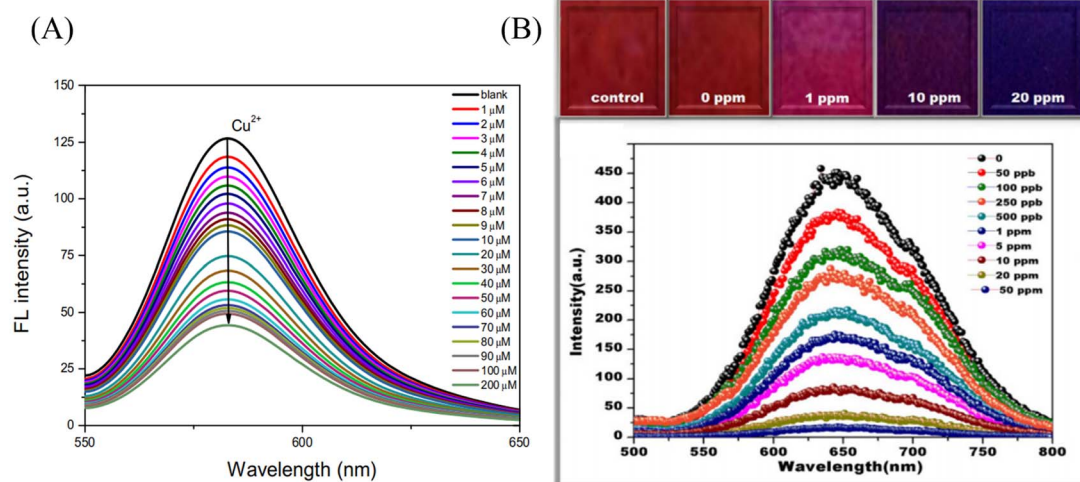 (A)
FL intensity (a.u.)
150
125
100
75
50
25
0
Cu²⁺
blank
1 μM
2 μM
3 μM
4 μM
5 μM
6 μM
7 μM
8 μM
9 μM
10 μM
20 μM
30 μM
40 μM
50 μM
60 μM
70 μM
80 μM
90 μM
100 μM
200 μM
550
600
650
Wavelength (nm)
(B)
control
0 ppm
1 ppm
10 ppm
20 ppm
Intensity(a.u.)
450
400
350
300
250
200
150
100
50
0
0
50 ppb
100 ppb
250 ppb
500 ppb
1 ppm
5 ppm
10 ppm
20 ppm
50 ppm
500
550
600
650
700
750
800
Wavelength(nm)